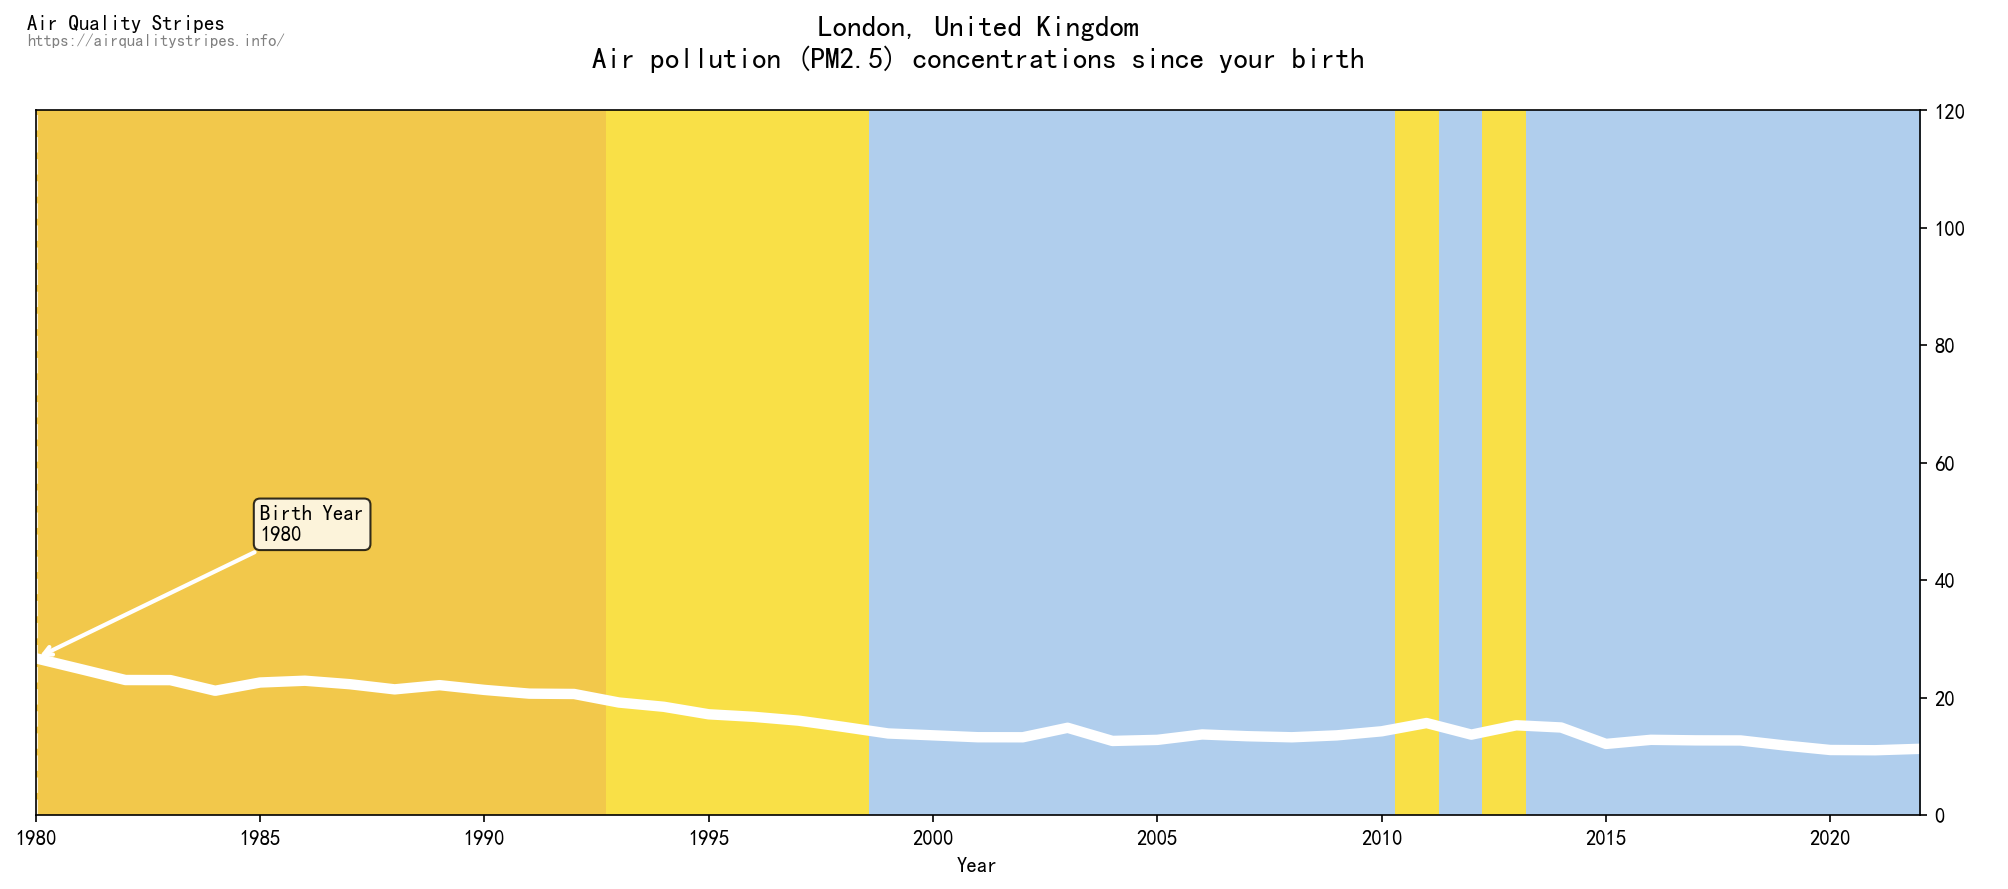 Air Quality Stripes
https://airqualitystripes.info/
London, United Kingdom
Air pollution (PM2.5) concentrations since your birth
120
100
80
60
40
20
0
Birth Year
1980
1980 1985 1990 1995 2000 2005 2010 2015 2020
Year